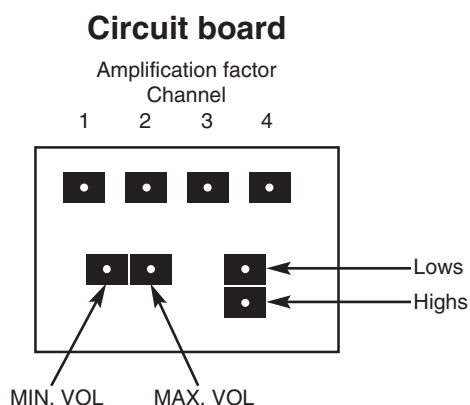 Circuit board
Amplification factor
Channel
1 2 3 4
Lows
Highs
MIN. VOL MAX. VOL